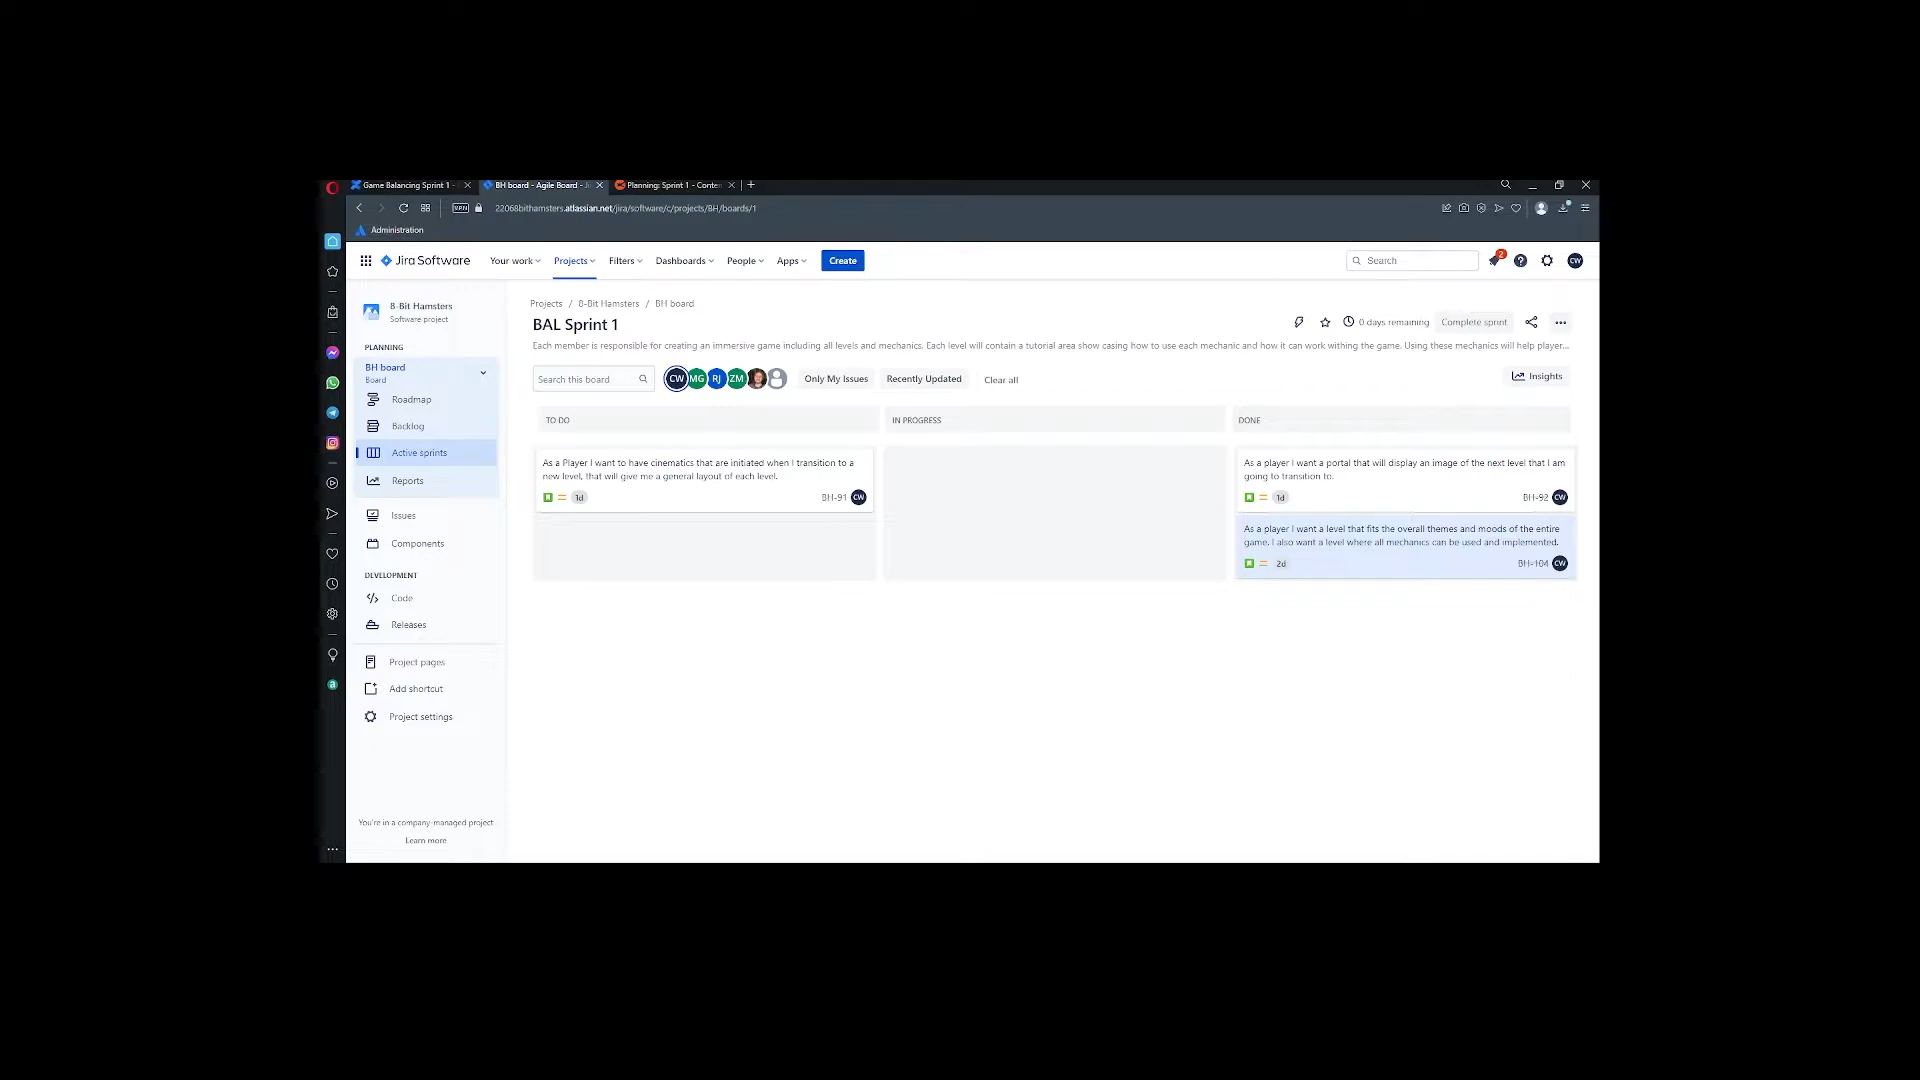 Game Balancing Sprint 1 -
BH board - Agile Board - Ji
Planning: Sprint 1 - Conten
VPN
22068bithamsters.atlassian.net/jira/software/c/projects/BH/boards/1
Administration
Jira Software
Your work
Projects
Filters
Dashboards
People
Apps
Create
Search
2
CW
8-Bit Hamsters
Software project
PLANNING
BH board
Board
Roadmap
Backlog
Active sprints
Reports
Issues
Components
DEVELOPMENT
Code
Releases
Project pages
Add shortcut
Project settings
You're in a company-managed project
Learn more
Projects / 8-Bit Hamsters / BH board
BAL Sprint 1
0 days remaining
Complete sprint
Each member is responsible for creating an immersive game including all levels and mechanics. Each level will contain a tutorial area show casing how to use each mechanic and how it can work withing the game. Using these mechanics will help player...
Search this board
CW MG RJ ZM
Only My Issues
Recently Updated
Clear all
Insights
TO DO
IN PROGRESS
DONE
As a Player I want to have cinematics that are initiated when I transition to a
new level, that will give me a general layout of each level.
1d
BH-91 CW
As a player I want a portal that will display an image of the next level that I am
going to transition to.
1d
BH-92 CW
As a player I want a level that fits the overall themes and moods of the entire
game. I also want a level where all mechanics can be used and implemented.
2d
BH-104 CW